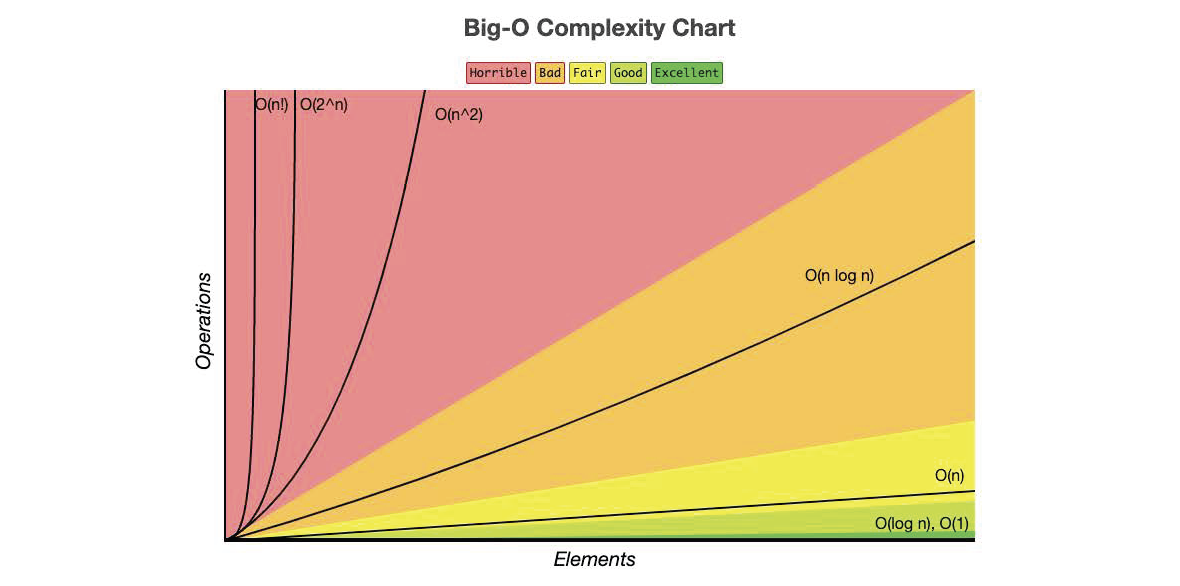 Big-O Complexity Chart
Horrible Bad Fair Good Excellent
O(n!) O(2^n)
O(n^2)
O(n log n)
Operations
O(n)
O(log n), O(1)
Elements